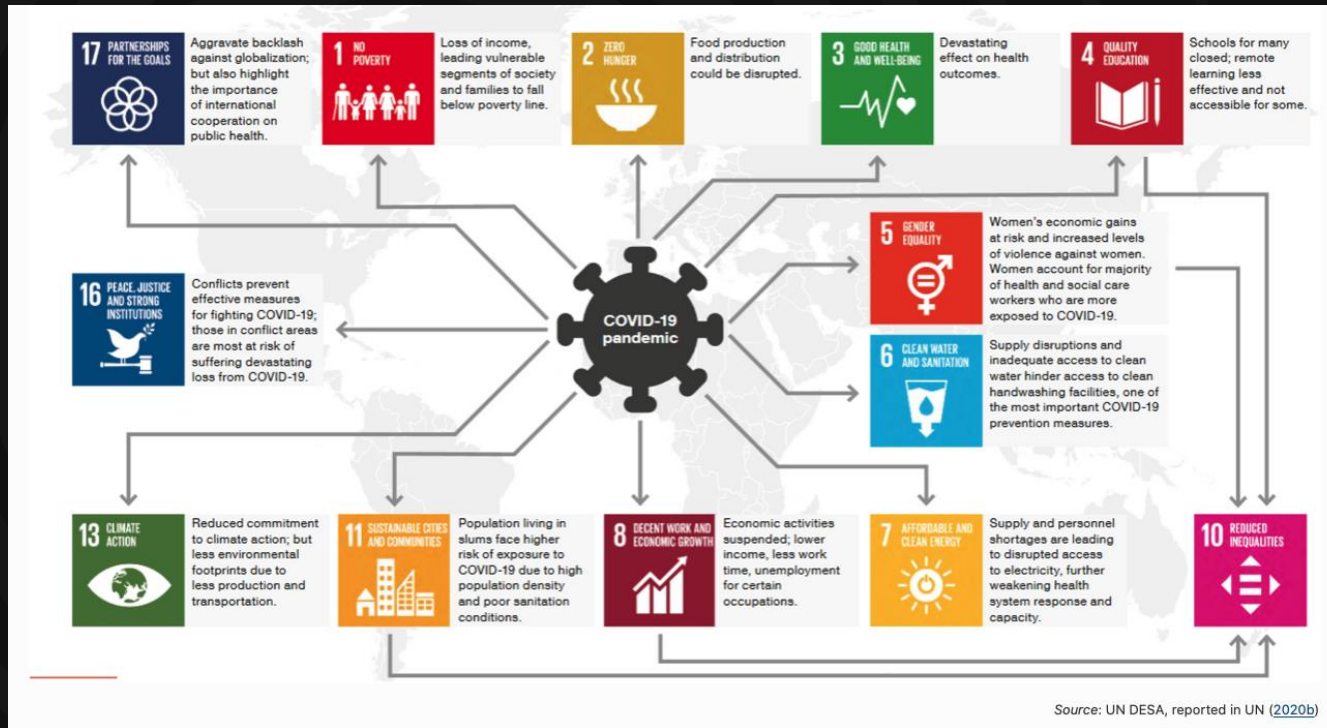 17 PARTNERSHIPS
FOR THE GOALS
Aggravate backlash
against globalization;
but also highlight
the importance
of international
cooperation on
public health.
1 NO
POVERTY
Loss of income,
leading vulnerable
segments of society
and families to fall
below poverty line.
2 ZERO
HUNGER
Food production
and distribution
could be disrupted.
3 GOOD HEALTH
AND WELL-BEING
Devastating
effect on health
outcomes.
4 QUALITY
EDUCATION
Schools for many
closed; remote
learning less
effective and not
accessible for some.
5 GENDER
EQUALITY
Women's economic gains
at risk and increased levels
of violence against women.
Women account for majority
of health and social care
workers who are more
exposed to COVID-19.
16 PEACE, JUSTICE
AND STRONG
INSTITUTIONS
Conflicts prevent
effective measures
for fighting COVID-19;
those in conflict areas
are most at risk of
suffering devastating
loss from COVID-19.
COVID-19
pandemic
6 CLEAN WATER
AND SANITATION
Supply disruptions and
inadequate access to clean
water hinder access to clean
handwashing facilities, one of
the most important COVID-19
prevention measures.
13 CLIMATE
ACTION
Reduced commitment
to climate action; but
less environmental
footprints due to
less production and
transportation.
11 SUSTAINABLE CITIES
AND COMMUNITIES
Population living in
slums face higher
risk of exposure to
COVID-19 due to high
population density
and poor sanitation
conditions.
8 DECENT WORK AND
ECONOMIC GROWTH
Economic activities
suspended; lower
income, less work
time, unemployment
for certain
occupations.
7 AFFORDABLE AND
CLEAN ENERGY
Supply and personnel
shortages are leading
to disrupted access
to electricity, further
weakening health
system response and
capacity.
10 REDUCED
INEQUALITIES
Source: UN DESA, reported in UN (2020b)